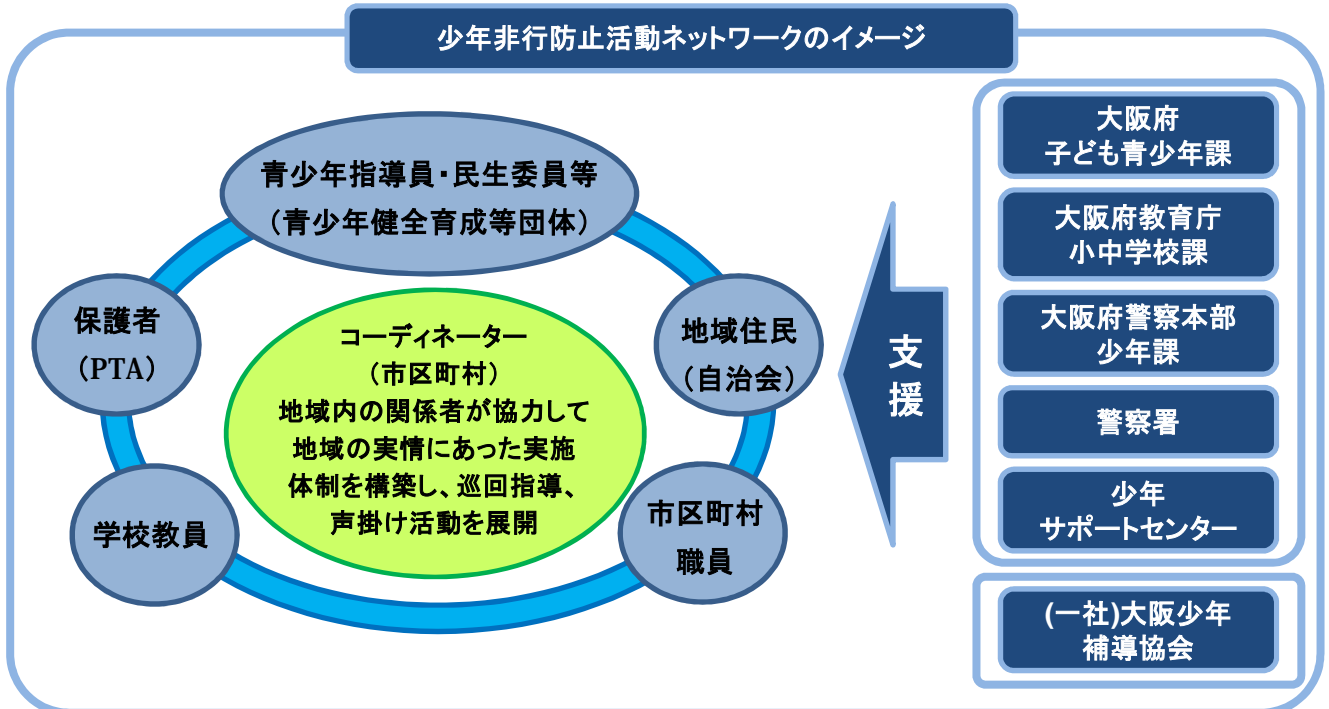 少年非行防止活動ネットワークのイメージ
青少年指導員・民生委員等
（青少年健全育成等団体）
保護者
（PTA）
地域住民
（自治会）
コーディネーター
（市区町村）
地域内の関係者が協力して
地域の実情にあった実施
体制を構築し、巡回指導、
声掛け活動を展開
学校教員
市区町村
職員
支
援
大阪府
子ども青少年課
大阪府教育庁
小中学校課
大阪府警察本部
少年課
警察署
少年
サポートセンター
(一社)大阪少年
補導協会